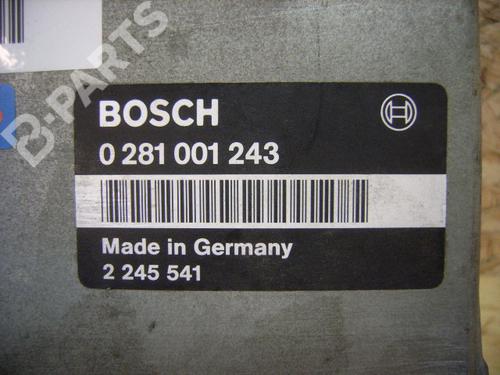 B-PARTS
BOSCH
0 281 001 243
Made in Germany
2 245 541